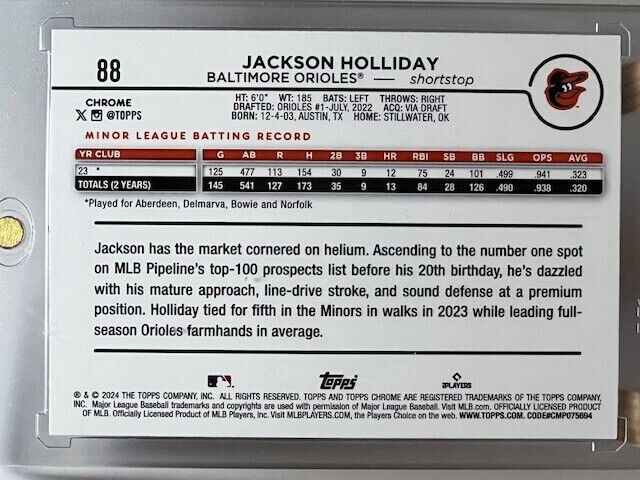 88
JACKSON HOLLIDAY
BALTIMORE ORIOLES® — shortstop
CHROME
X @TOPPS
HT: 6'0" WT: 185 BATS: LEFT THROWS: RIGHT
DRAFTED: ORIOLES #1-JULY, 2022 ACQ: VIA DRAFT
BORN: 12-4-03, AUSTIN, TX HOME: STILLWATER, OK
MINOR LEAGUE BATTING RECORD
YR CLUB G AB R H 2B 3B HR RBI SB BB SLG OPS AVG
23 * 125 477 113 154 30 9 12 75 24 101 .499 .941 .323
TOTALS (2 YEARS) 145 541 127 173 35 9 13 84 28 126 .490 .938 .320
*Played for Aberdeen, Delmarva, Bowie and Norfolk
Jackson has the market cornered on helium. Ascending to the number one spot
on MLB Pipeline's top-100 prospects list before his 20th birthday, he's dazzled
with his mature approach, line-drive stroke, and sound defense at a premium
position. Holliday tied for fifth in the Minors in walks in 2023 while leading full-
season Orioles farmhands in average.
topps
PLAYERS
® & © 2024 THE TOPPS COMPANY, INC. ALL RIGHTS RESERVED. TOPPS AND TOPPS CHROME ARE REGISTERED TRADEMARKS OF THE TOPPS COMPANY,
INC. Major League Baseball trademarks and copyrights are used with permission of Major League Baseball. Visit MLB.com. OFFICIALLY LICENSED PRODUCT
OF MLB. Officially Licensed Product of MLB Players, Inc. Visit MLBPLAYERS.com, the Players Choice on the web. WWW.TOPPS.COM. CODE#CMP075694